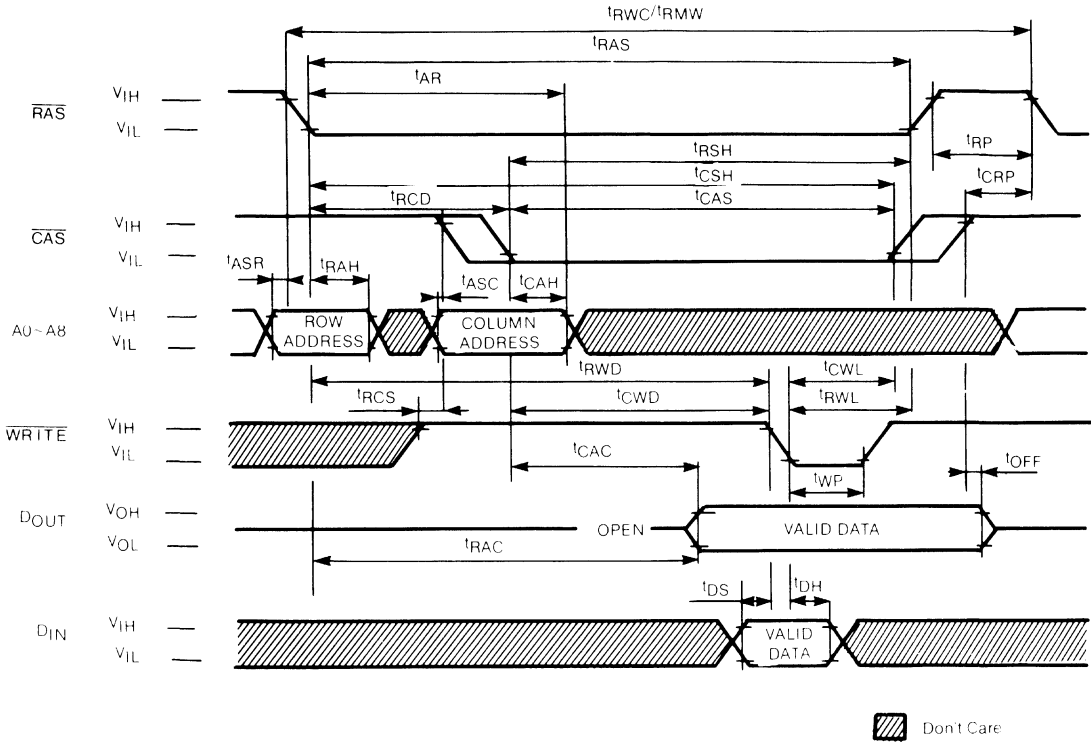 tRWC/tRMW
tRAS
tAR
RAS
VIH
VIL
tRP
tRSH
tCSH
tCRP
tRCD
tCAS
CAS
VIH
VIL
tASR
tRAH
tASC
tCAH
A0~A8
VIH
VIL
ROW
ADDRESS
COLUMN
ADDRESS
tRWD
tCWL
tRCS
tCWD
tRWL
WRITE
VIH
VIL
tCAC
tWP
tOFF
DOUT
VOH
VOL
OPEN
VALID DATA
tRAC
tDS
tDH
DIN
VIH
VIL
VALID
DATA
Don't Care